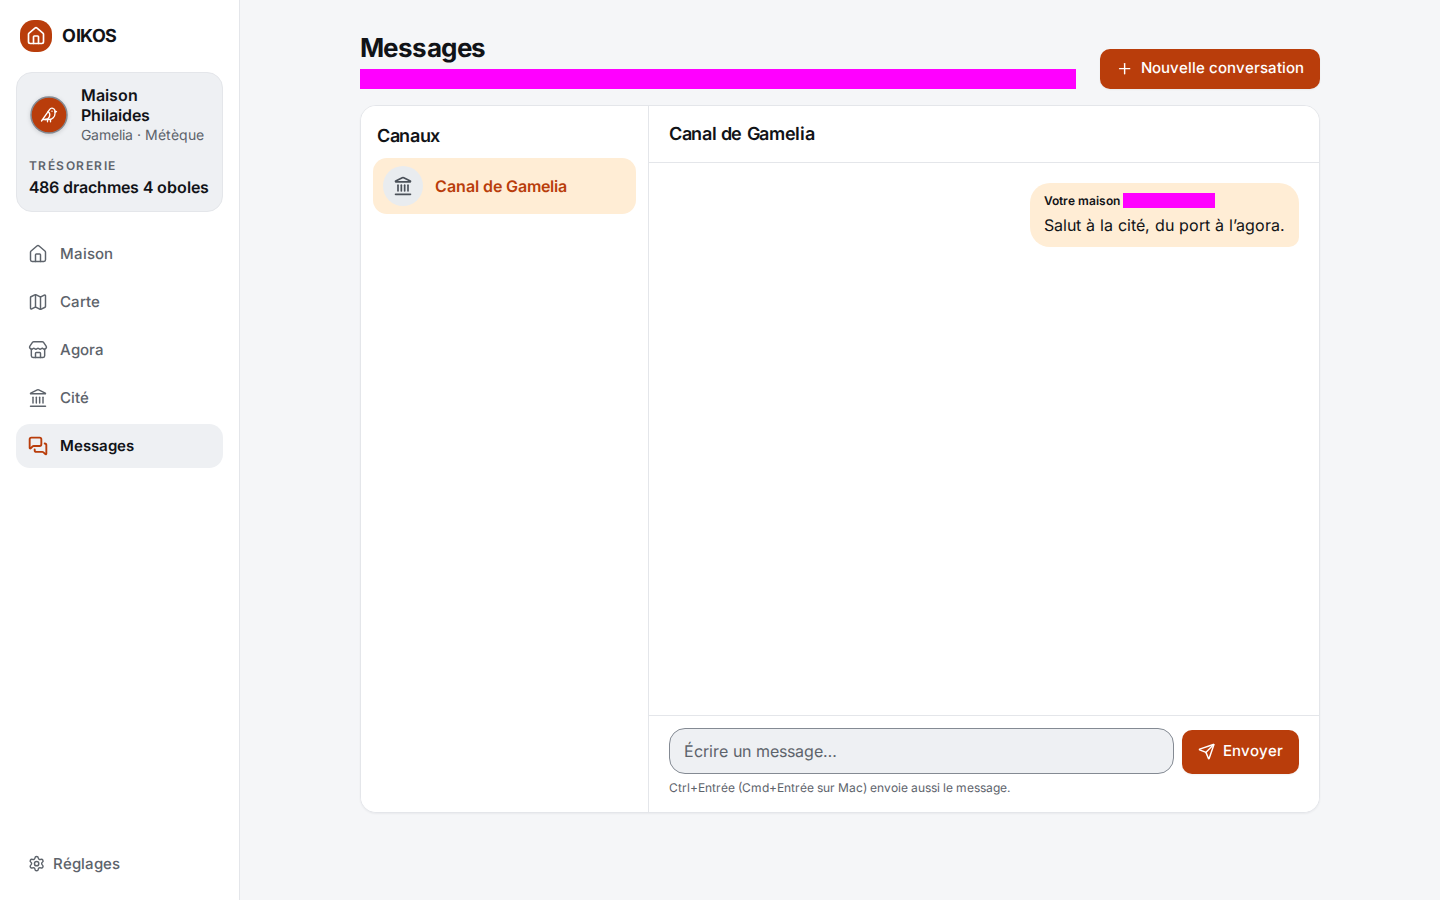 OIKOS
Maison
Philaides
Gamelia · Métèque
TRÉSORERIE
486 drachmes 4 oboles
Maison
Carte
Agora
Cité
Messages
Réglages
Messages
Nouvelle conversation
Canaux
Canal de Gamelia
Canal de Gamelia
Votre maison
Salut à la cité, du port à l’agora.
Écrire un message...
Envoyer
Ctrl+Entrée (Cmd+Entrée sur Mac) envoie aussi le message.